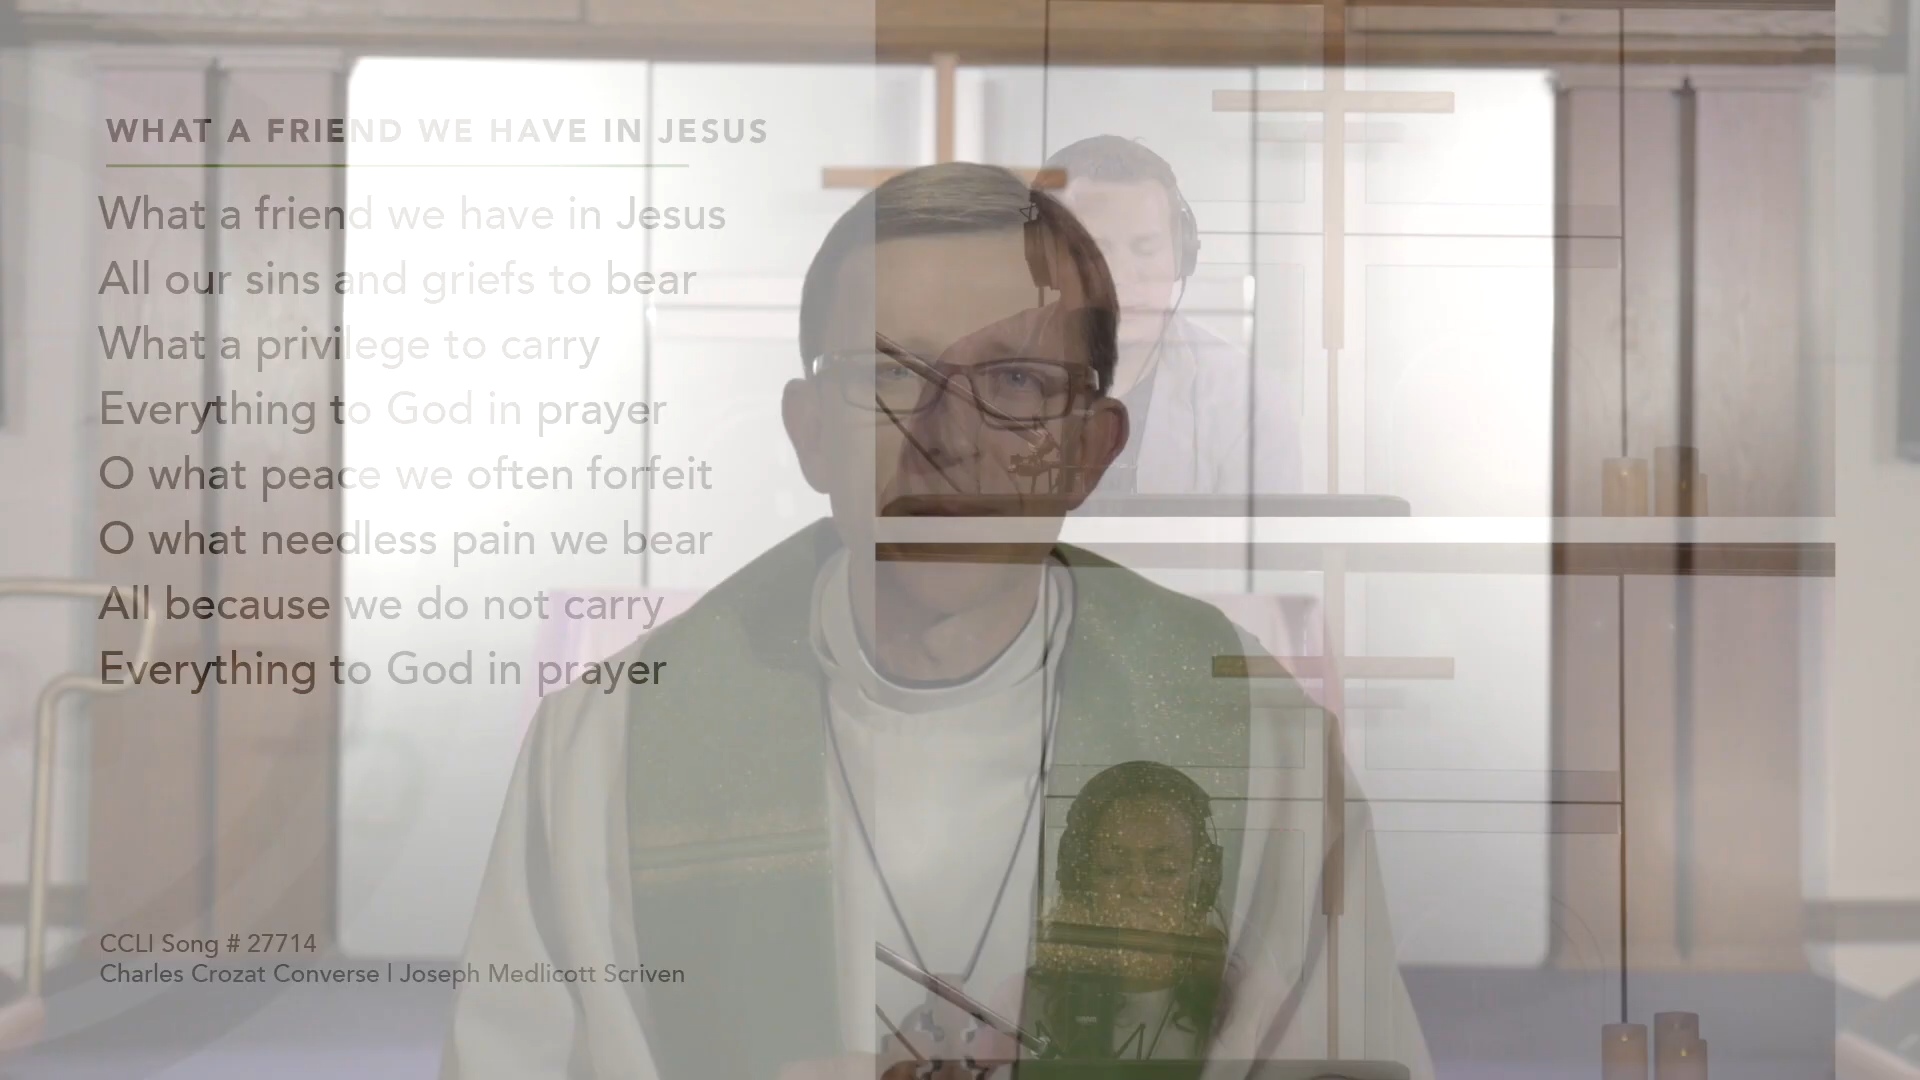 WHAT A FRIEND WE HAVE IN JESUS
What a friend we have in Jesus
All our sins and griefs to bear
What a privilege to carry
Everything to God in prayer
O what peace we often forfeit
O what needless pain we bear
All because we do not carry
Everything to God in prayer
CCLI Song # 27714
Charles Crozat Converse | Joseph Medlicott Scriven